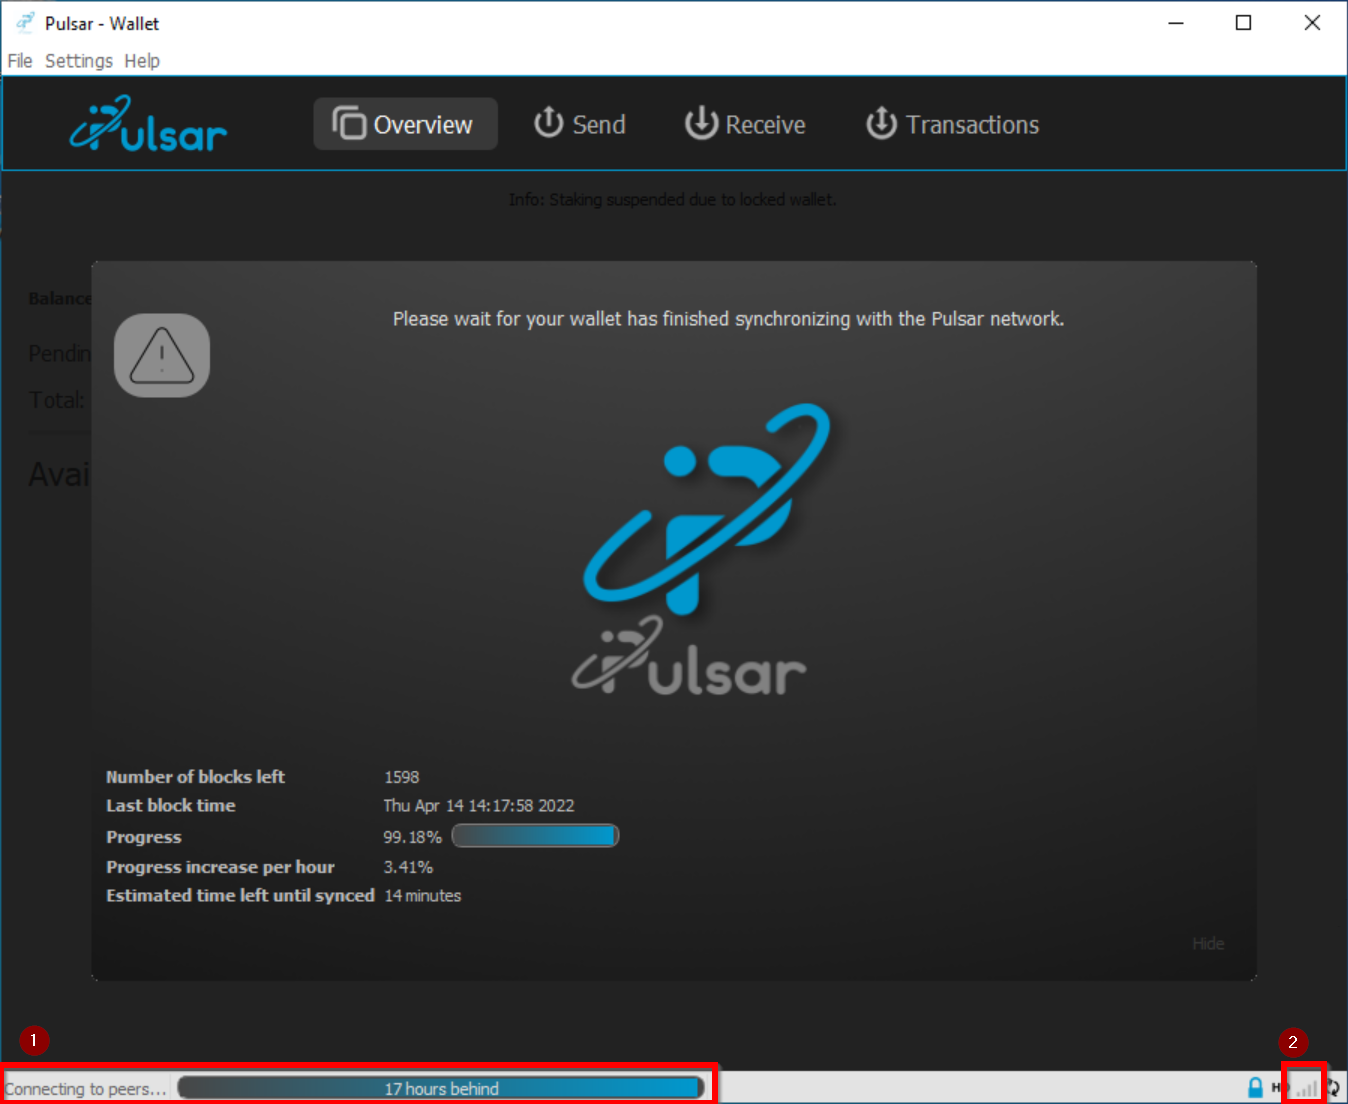 Pulsar - Wallet
File Settings Help
Pulsar Overview Send Receive Transactions
Info: Staking suspended due to locked wallet.
Please wait for your wallet has finished synchronizing with the Pulsar network.
Balance
Pendin
Total:
Avai
Pulsar
Number of blocks left 1598
Last block time Thu Apr 14 14:17:58 2022
Progress 99.18%
Progress increase per hour 3.41%
Estimated time left until synced 14 minutes
Hide
1 2
Connecting to peers... 17 hours behind